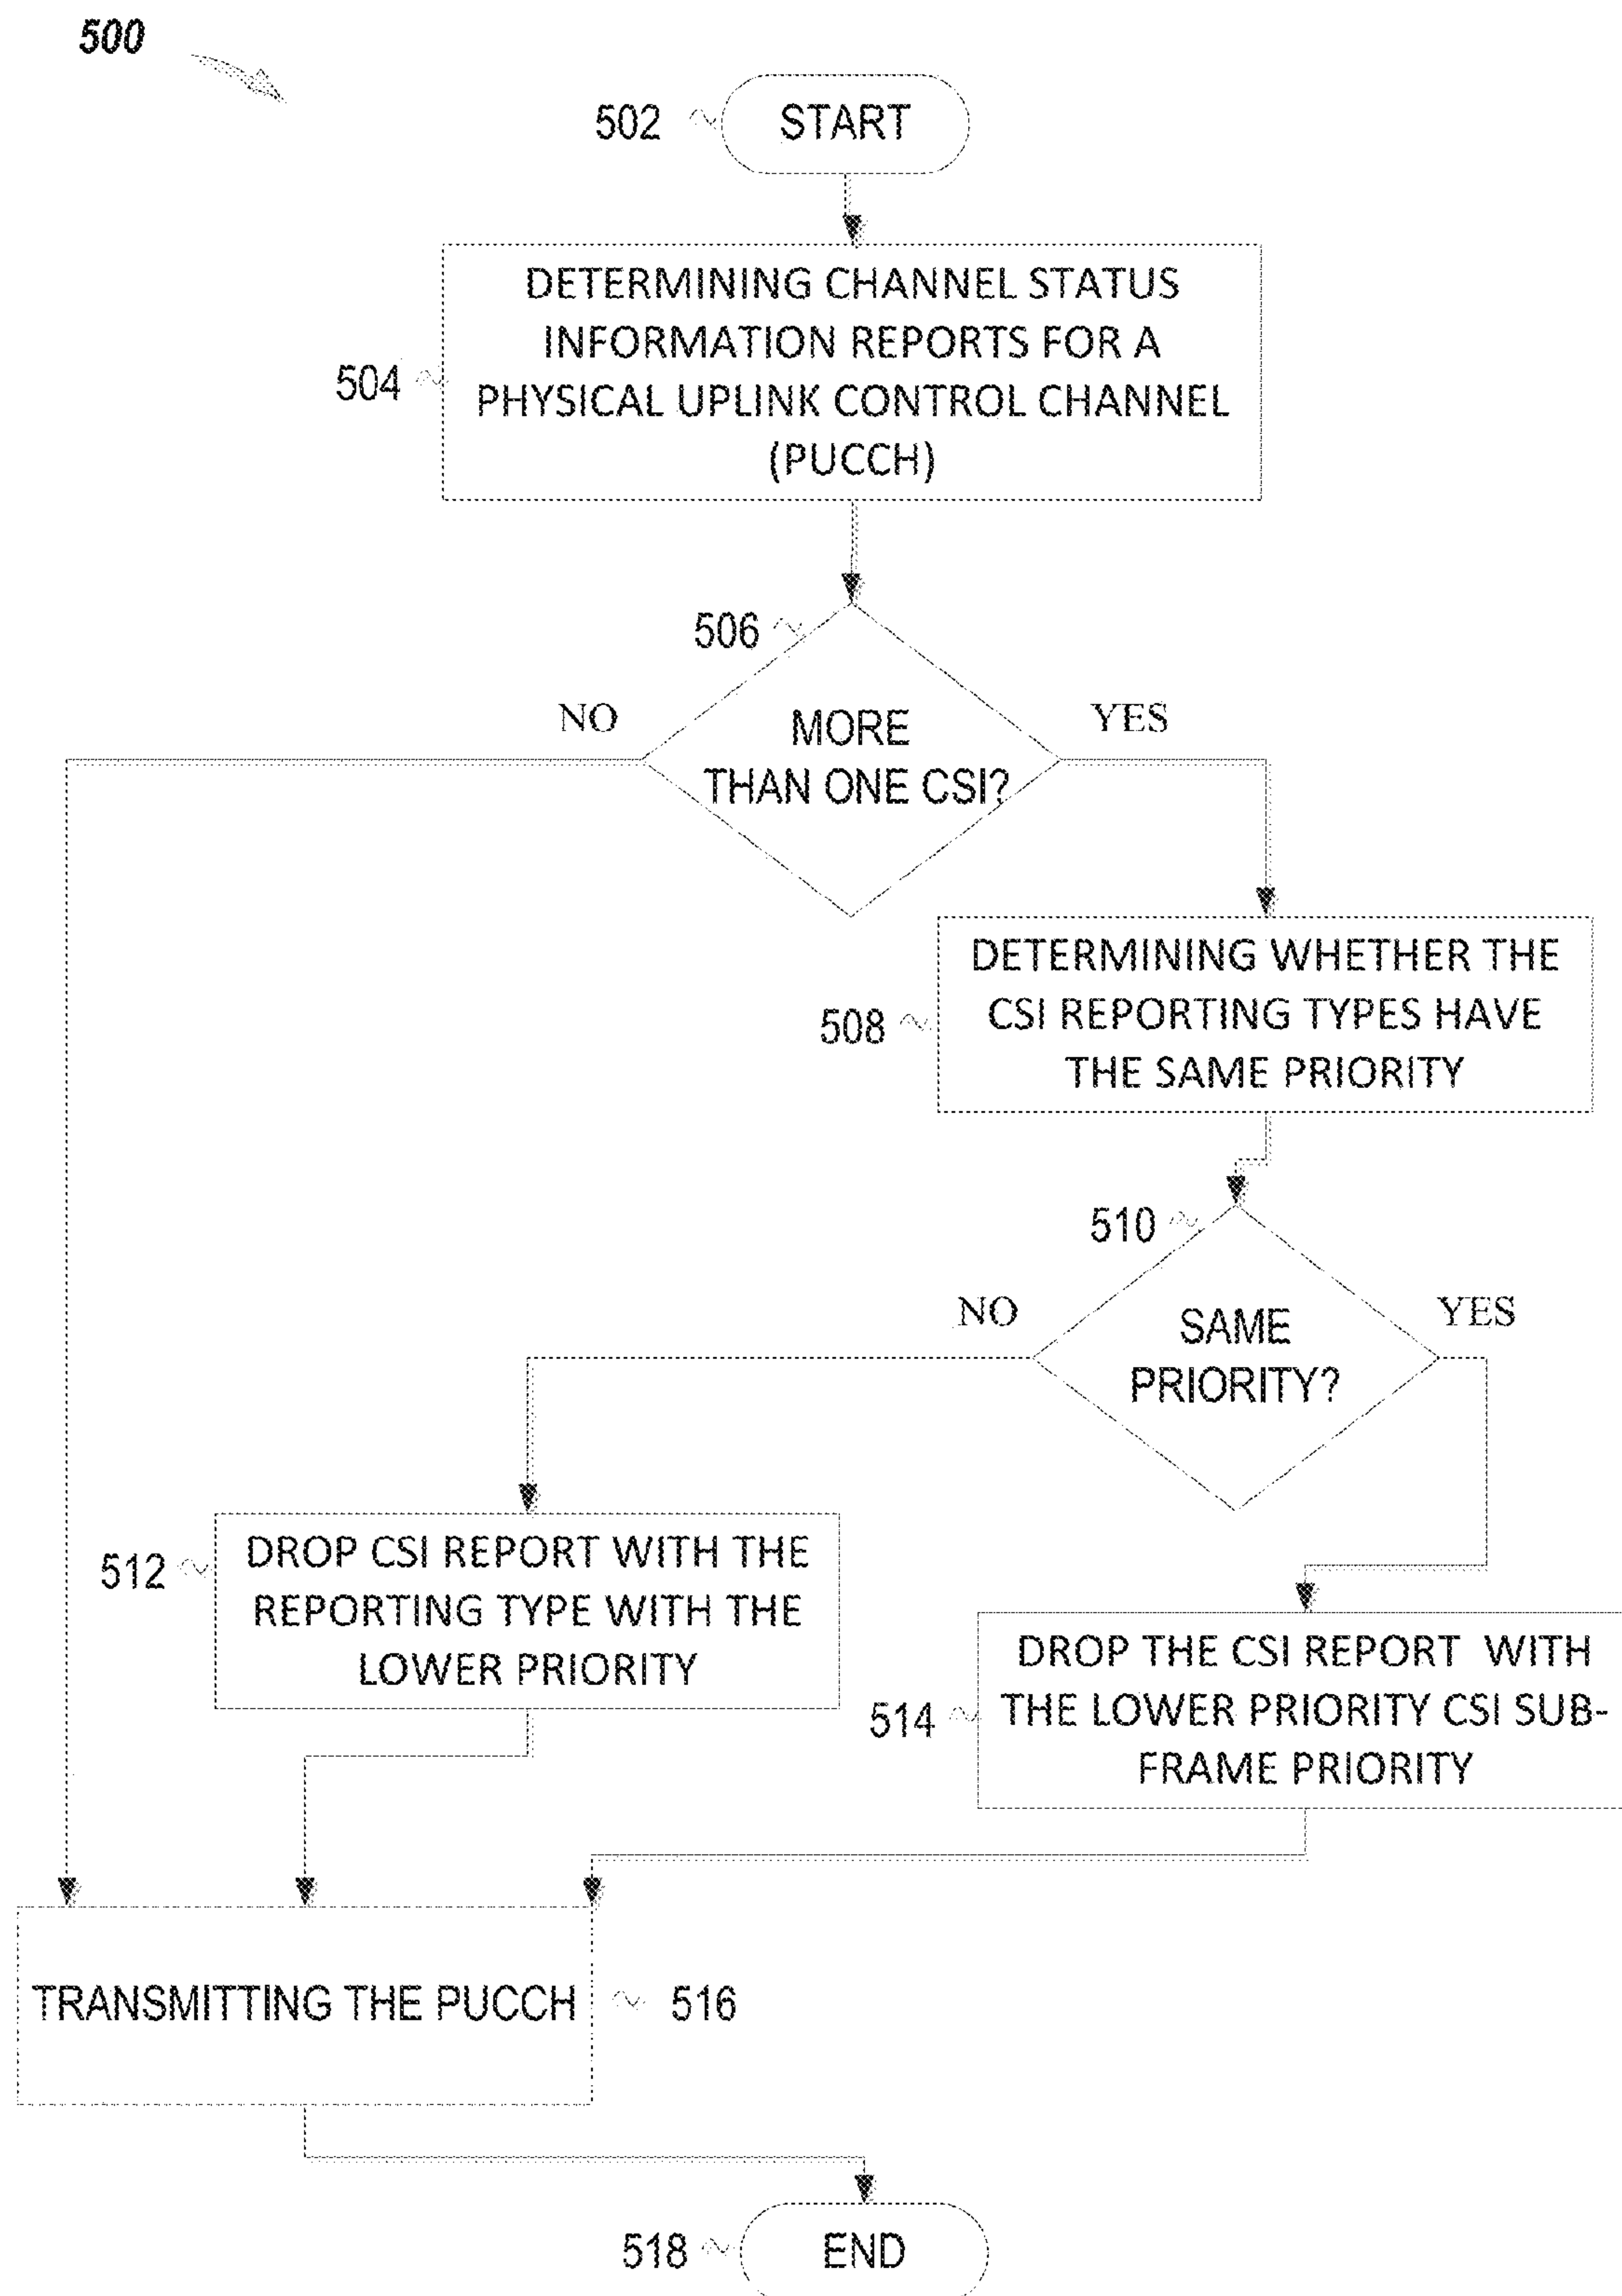 500
502
START
504
DETERMINING CHANNEL STATUS
INFORMATION REPORTS FOR A
PHYSICAL UPLINK CONTROL CHANNEL
(PUCCH)
506
NO
YES
MORE
THAN ONE CSI?
508
DETERMINING WHETHER THE
CSI REPORTING TYPES HAVE
THE SAME PRIORITY
510
NO
YES
SAME
PRIORITY?
512
DROP CSI REPORT WITH THE
REPORTING TYPE WITH THE
LOWER PRIORITY
514
DROP THE CSI REPORT WITH
THE LOWER PRIORITY CSI SUB-
FRAME PRIORITY
TRANSMITTING THE PUCCH
516
518
END